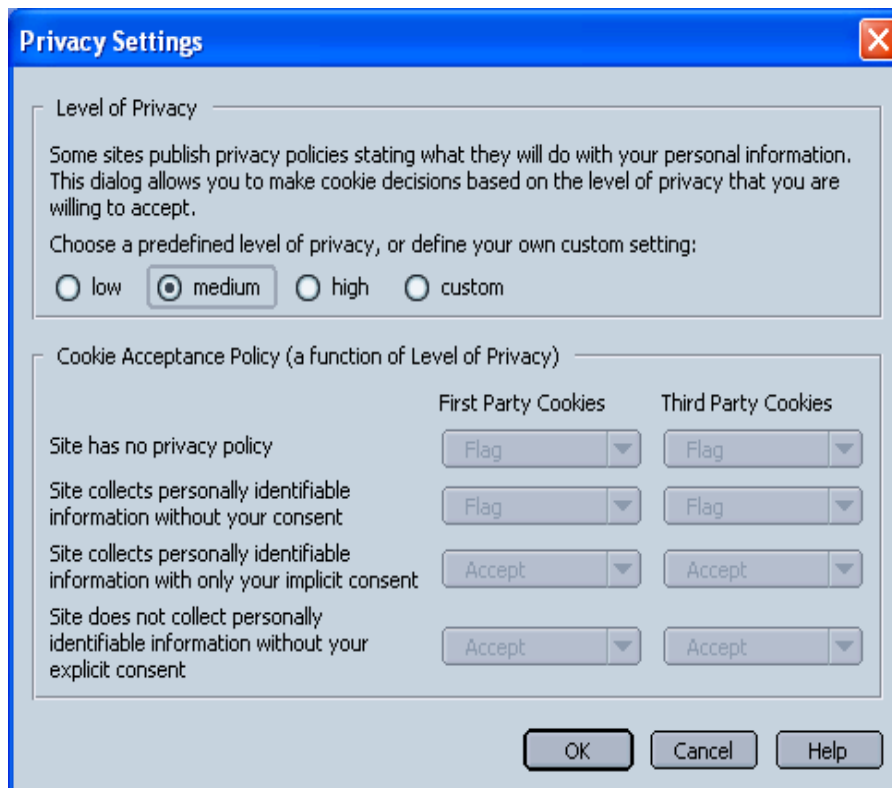 Privacy Settings
Level of Privacy
Some sites publish privacy policies stating what they will do with your personal information.
This dialog allows you to make cookie decisions based on the level of privacy that you are
willing to accept.
Choose a predefined level of privacy, or define your own custom setting:
low medium high custom
Cookie Acceptance Policy (a function of Level of Privacy)
First Party Cookies Third Party Cookies
Site has no privacy policy Flag Flag
Site collects personally identifiable
information without your consent Flag Flag
Site collects personally identifiable
information with only your implicit consent Accept Accept
Site does not collect personally
identifiable information without your Accept Accept
explicit consent
OK Cancel Help